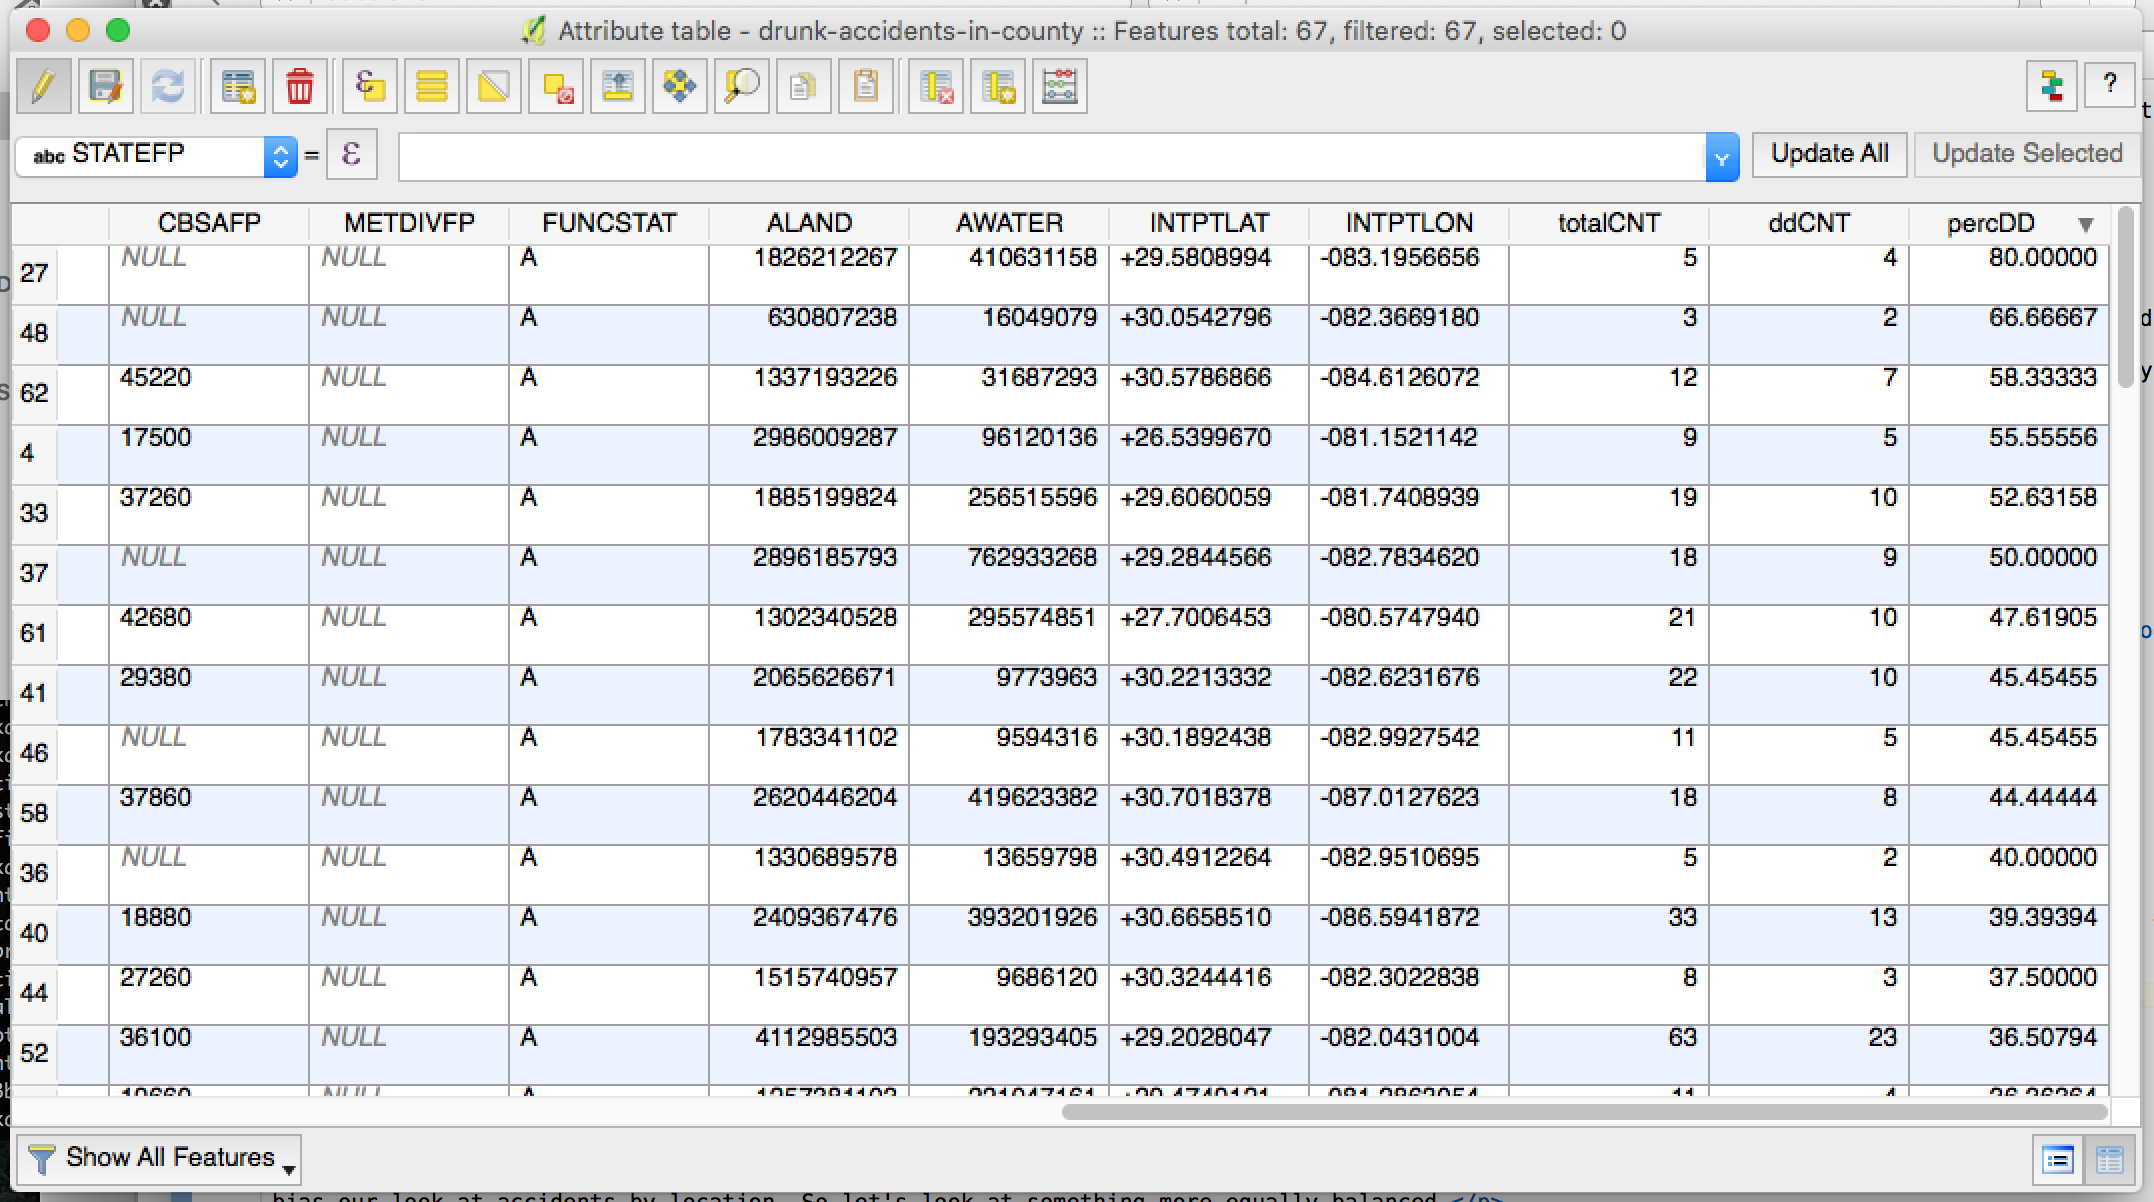 Attribute table - drunk-accidents-in-county :: Features total: 67, filtered: 67, selected: 0
?
abc STATEFP = ε Update All Update Selected
CBSAFP METDIVFP FUNCSTAT ALAND AWATER INTPTLAT INTPTLON totalCNT ddCNT percDD
27 NULL NULL A 1826212267 410631158 +29.5808994 -083.1956656 5 4 80.00000
48 NULL NULL A 630807238 16049079 +30.0542796 -082.3669180 3 2 66.66667
62 45220 NULL A 1337193226 31687293 +30.5786866 -084.6126072 12 7 58.33333
4 17500 NULL A 2986009287 96120136 +26.5399670 -081.1521142 9 5 55.55556
33 37260 NULL A 1885199824 256515596 +29.6060059 -081.7408939 19 10 52.63158
37 NULL NULL A 2896185793 762933268 +29.2844566 -082.7834620 18 9 50.00000
61 42680 NULL A 1302340528 295574851 +27.7006453 -080.5747940 21 10 47.61905
41 29380 NULL A 2065626671 9773963 +30.2213332 -082.6231676 22 10 45.45455
46 NULL NULL A 1783341102 9594316 +30.1892438 -082.9927542 11 5 45.45455
58 37860 NULL A 2620446204 419623382 +30.7018378 -087.0127623 18 8 44.44444
36 NULL NULL A 1330689578 13659798 +30.4912264 -082.9510695 5 2 40.00000
40 18880 NULL A 2409367476 393201926 +30.6658510 -086.5941872 33 13 39.39394
44 27260 NULL A 1515740957 9686120 +30.3244416 -082.3022838 8 3 37.50000
52 36100 NULL A 4112985503 193293405 +29.2028047 -082.0431004 63 23 36.50794
NULL A
Show All Features